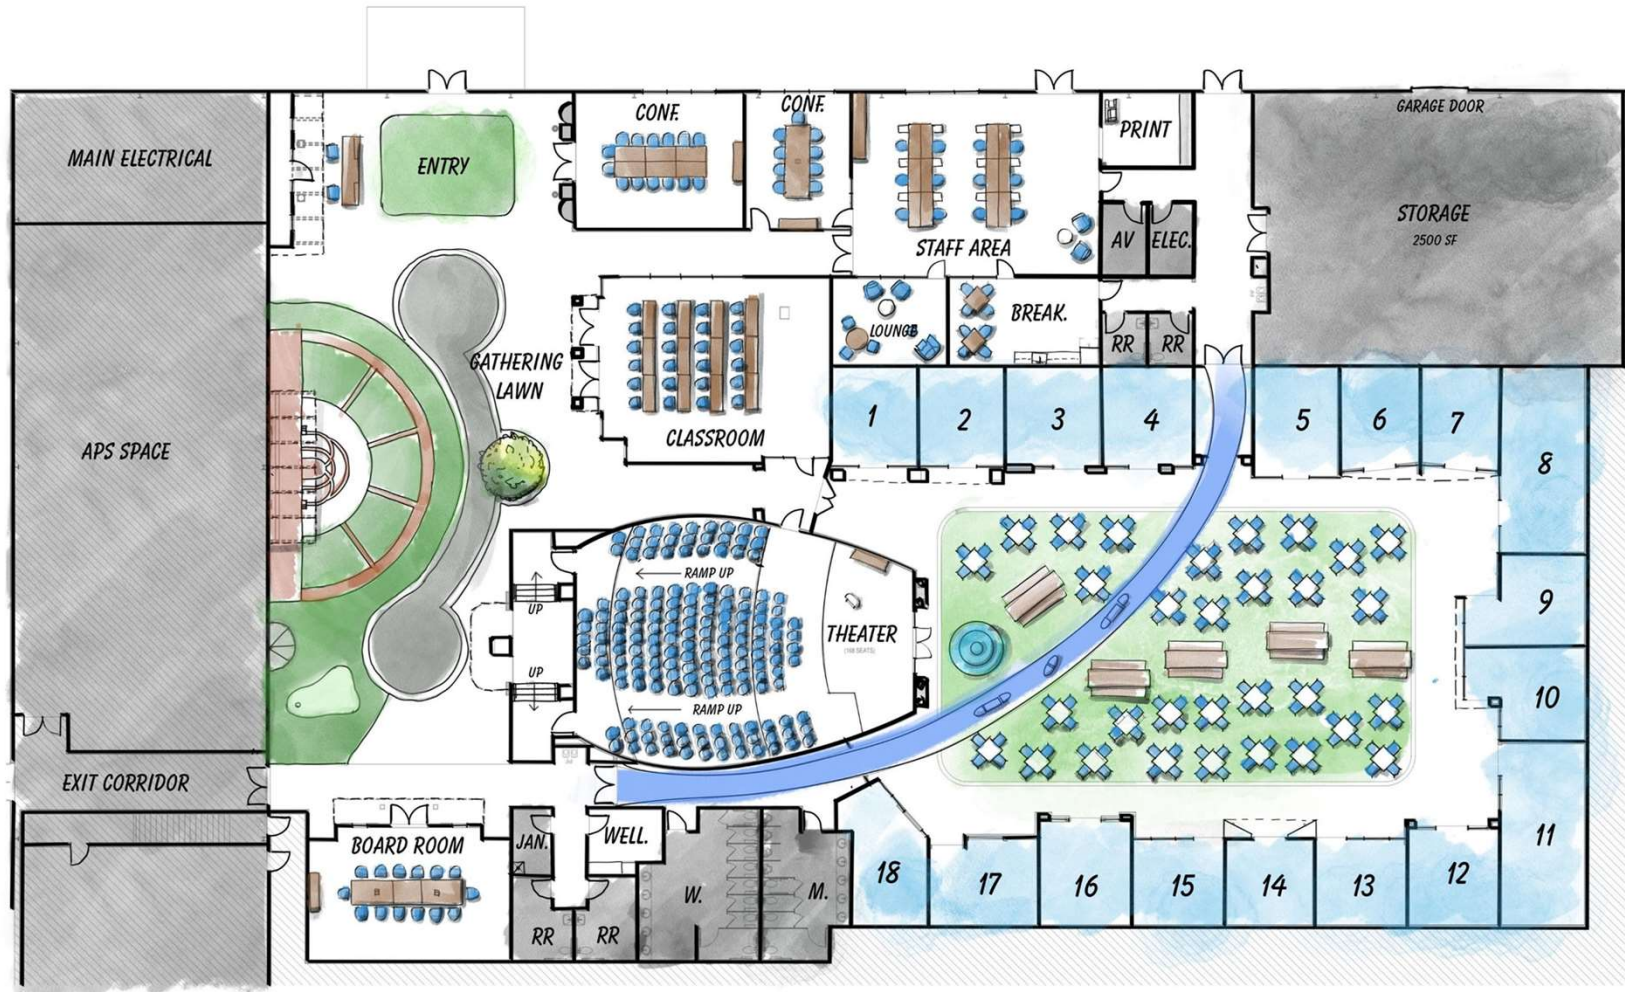 CONF.
CONF.
GARAGE DOOR
MAIN ELECTRICAL
ENTRY
PRINT
STORAGE
2500 SF
AV
ELEC.
STAFF AREA
LOUNGE
BREAK.
RR
RR
GATHERING
LAWN
CLASSROOM
APS SPACE
1
2
3
4
5
6
7
8
RAMP UP
UP
THEATER
9
UP
10
RAMP UP
EXIT CORRIDOR
BOARD ROOM
JAN.
WELL.
W.
M.
18
17
16
15
14
13
12
11
RR
RR